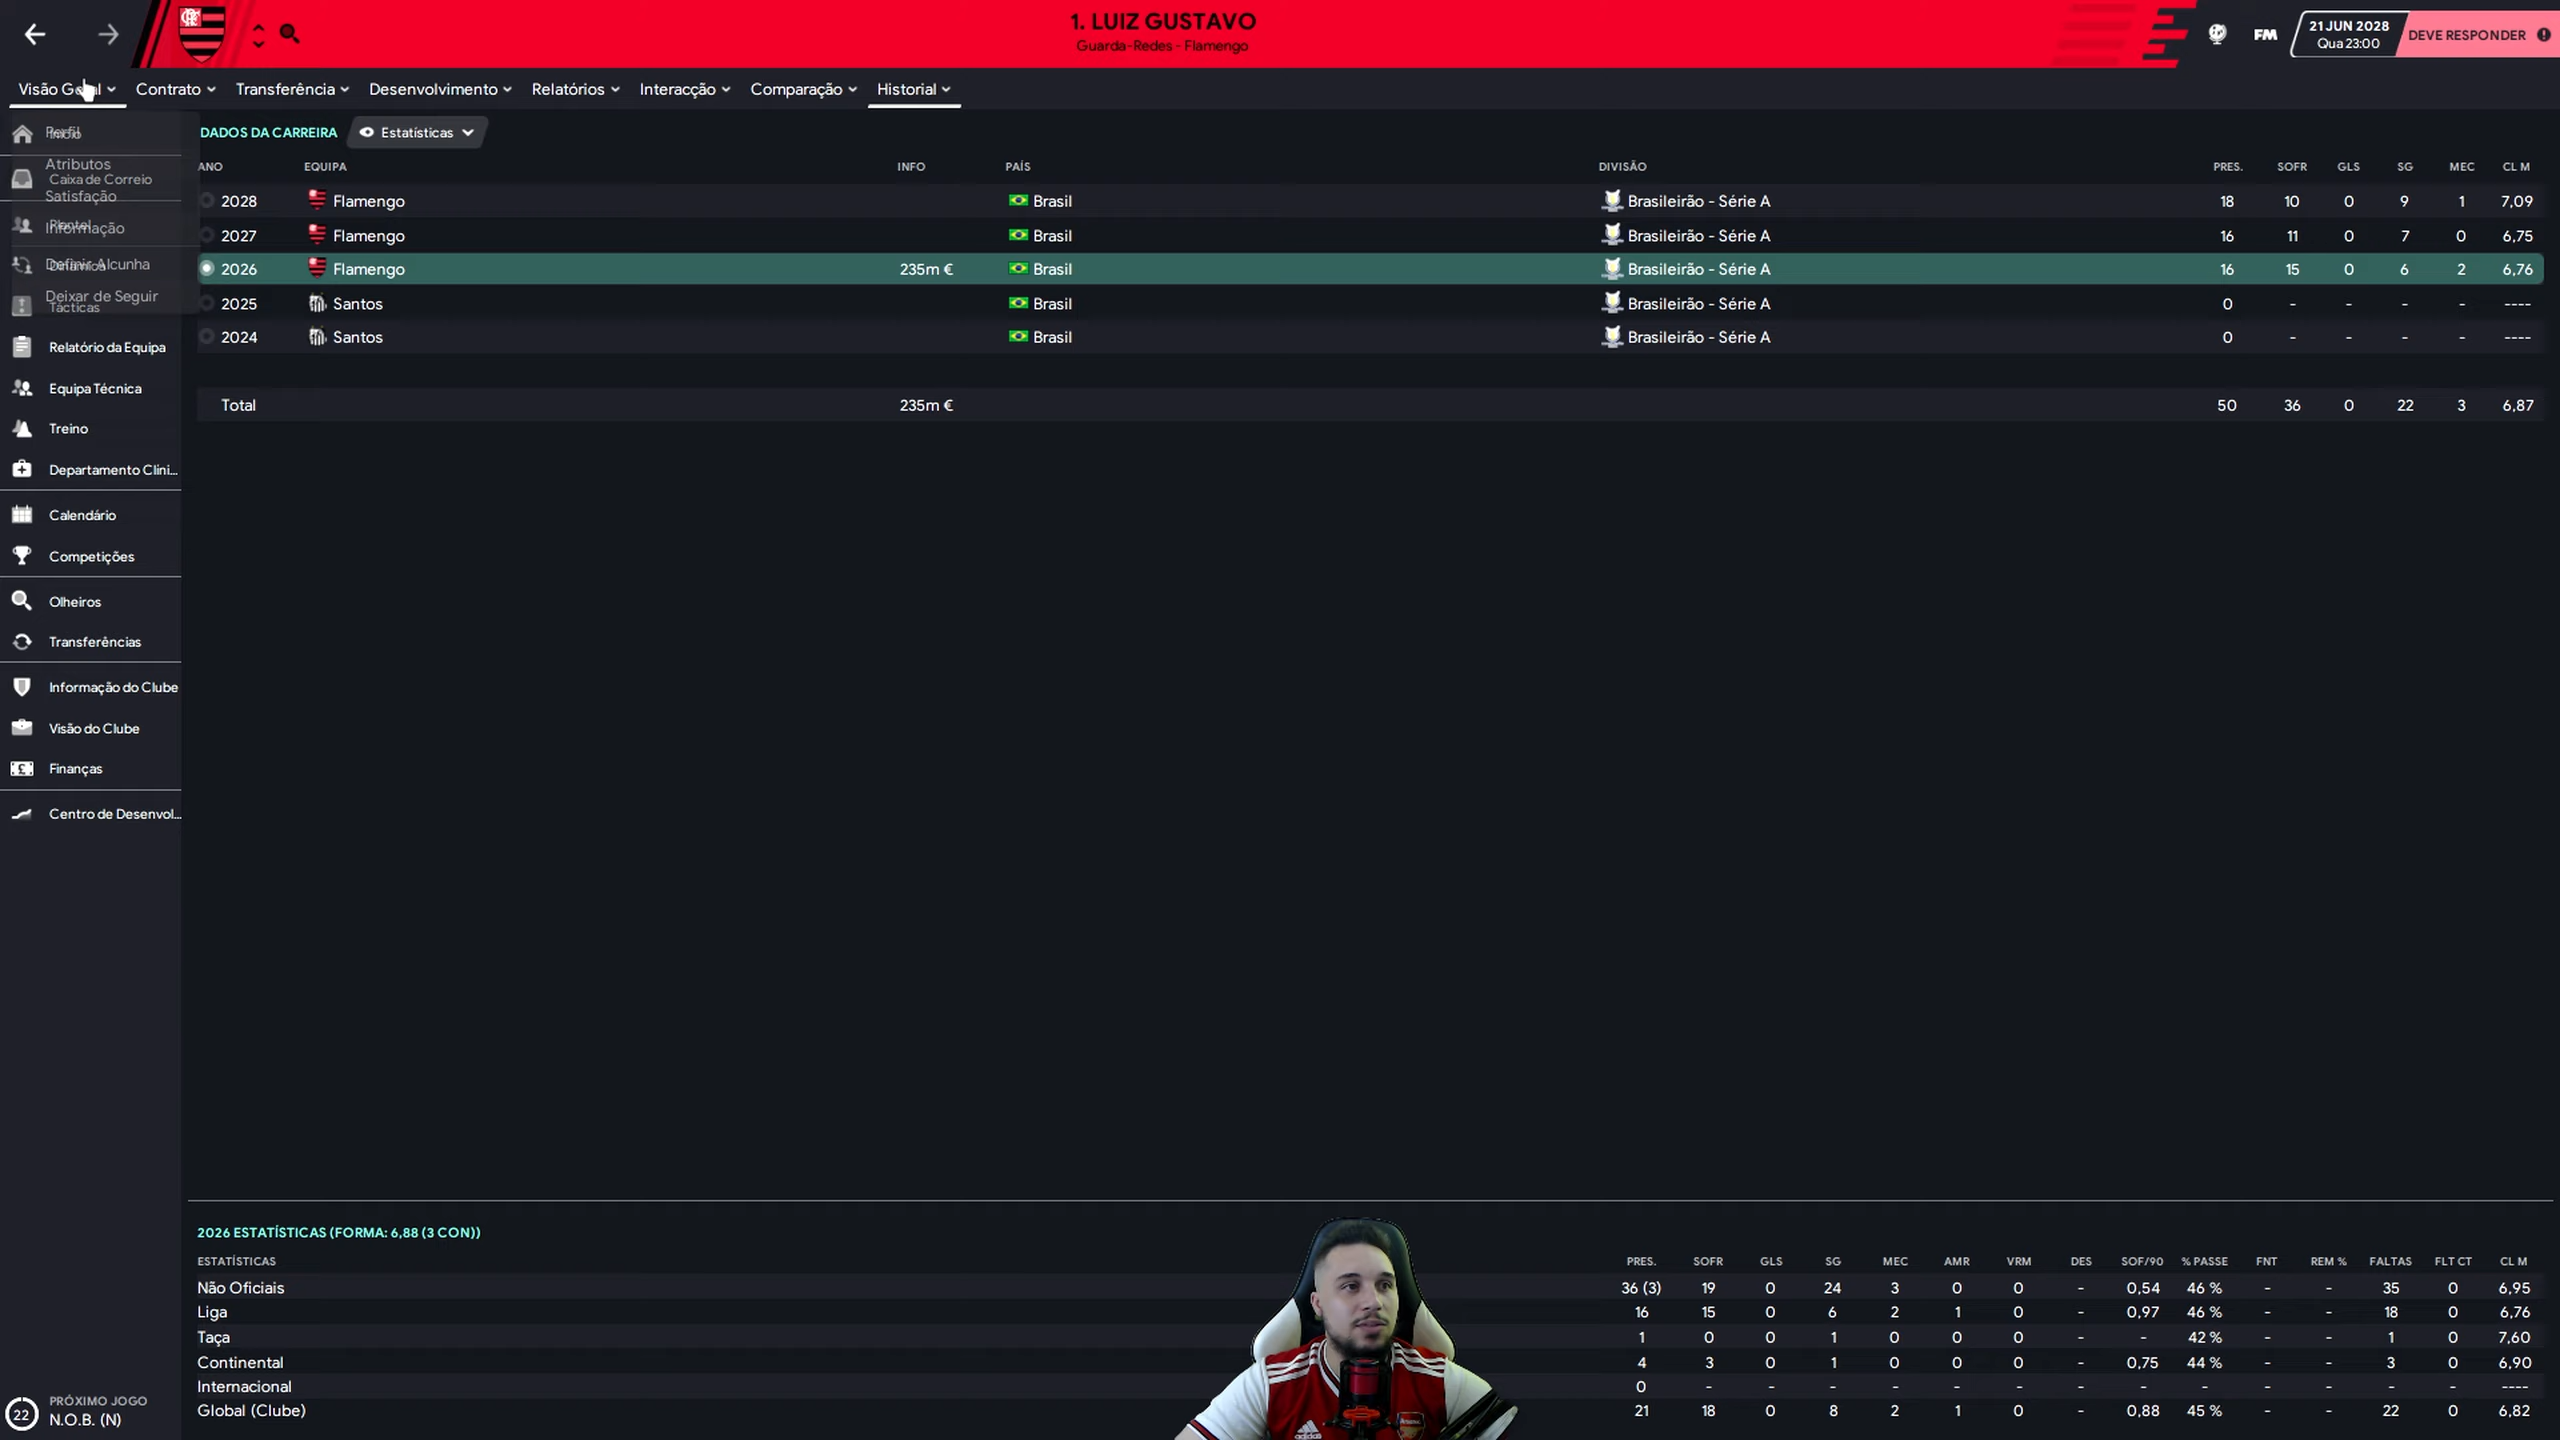 1. LUIZ GUSTAVO
Guarda-Redes - Flamengo
FM
21 JUN 2028
Qua 23:00
DEVE RESPONDER
Visão Geral
Contrato
Transferência
Desenvolvimento
Relatórios
Interacção
Comparação
Historial
Perfil
Início
Atributos
Caixa de Correio
Satisfação
Plantel
Informação
Definir Alcunha
Dinâmica
Deixar de Seguir
Tácticas
Relatório da Equipa
Equipa Técnica
Treino
Departamento Clíni...
Calendário
Competições
Olheiros
Transferências
Informação do Clube
Visão do Clube
Finanças
Centro de Desenvol...
22
PRÓXIMO JOGO
N.O.B. (N)
DADOS DA CARREIRA
Estatísticas
ANO EQUIPA INFO PAÍS DIVISÃO PRES. SOFR GLS SG MEC CL M
2028 Flamengo Brasil Brasileirão - Série A 18 10 0 9 1 7,09
2027 Flamengo Brasil Brasileirão - Série A 16 11 0 7 0 6,75
2026 Flamengo 235m € Brasil Brasileirão - Série A 16 15 0 6 2 6,76
2025 Santos Brasil Brasileirão - Série A 0 - - - - ----
2024 Santos Brasil Brasileirão - Série A 0 - - - - ----
Total 235m € 50 36 0 22 3 6,87
2026 ESTATÍSTICAS (FORMA: 6,88 (3 CON))
ESTATÍSTICAS PRES. SOFR GLS SG MEC AMR VRM DES SOF/90 % PASSE FNT REM % FALTAS FLT CT CL M
Não Oficiais 36 (3) 19 0 24 3 0 0 - 0,54 46 % - - 35 0 6,95
Liga 16 15 0 6 2 1 0 - 0,97 46 % - - 18 0 6,76
Taça 1 0 0 1 0 0 0 - - 42 % - - 1 0 7,60
Continental 4 3 0 1 0 0 0 - 0,75 44 % - - 3 0 6,90
Internacional 0 - - - - - - - - - - - - - ----
Global (Clube) 21 18 0 8 2 1 0 - 0,88 45 % - - 22 0 6,82
adidas
Arsenal